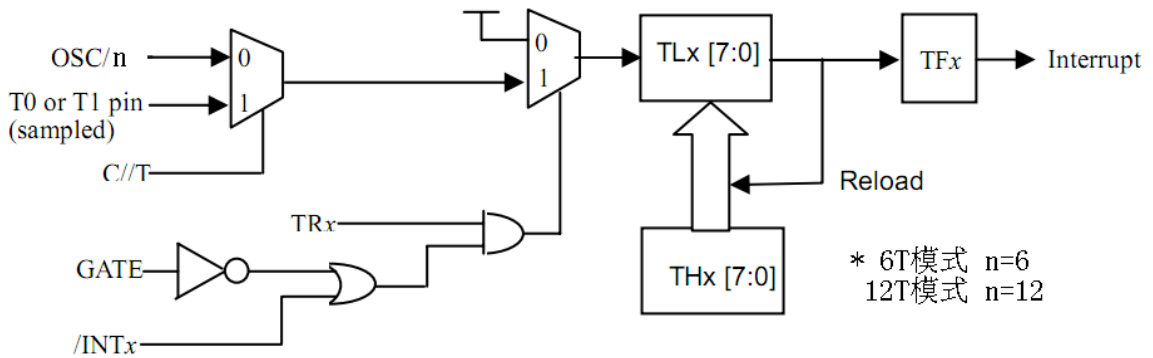 OSC/n
0
1
T0 or T1 pin
(sampled)
C//T
0
1
TLx [7:0]
TFx
Interrupt
Reload
TRx
GATE
/INTx
THx [7:0]
* 6T模式 n=6
12T模式 n=12